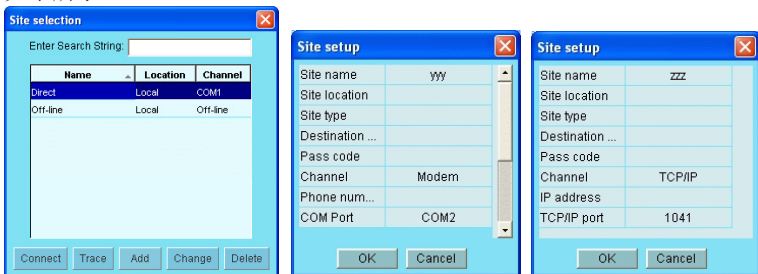 Site selection
Enter Search String:
Name Location Channel
Direct Local COM1
Off-line Local Off-line
Connect Trace Add Change Delete
Site setup
Site name yyy
Site location
Site type
Destination ...
Pass code
Channel Modem
Phone num...
COM Port COM2
OK Cancel
Site setup
Site name zzz
Site location
Site type
Destination ...
Pass code
Channel TCP/IP
IP address
TCP/IP port 1041
OK Cancel